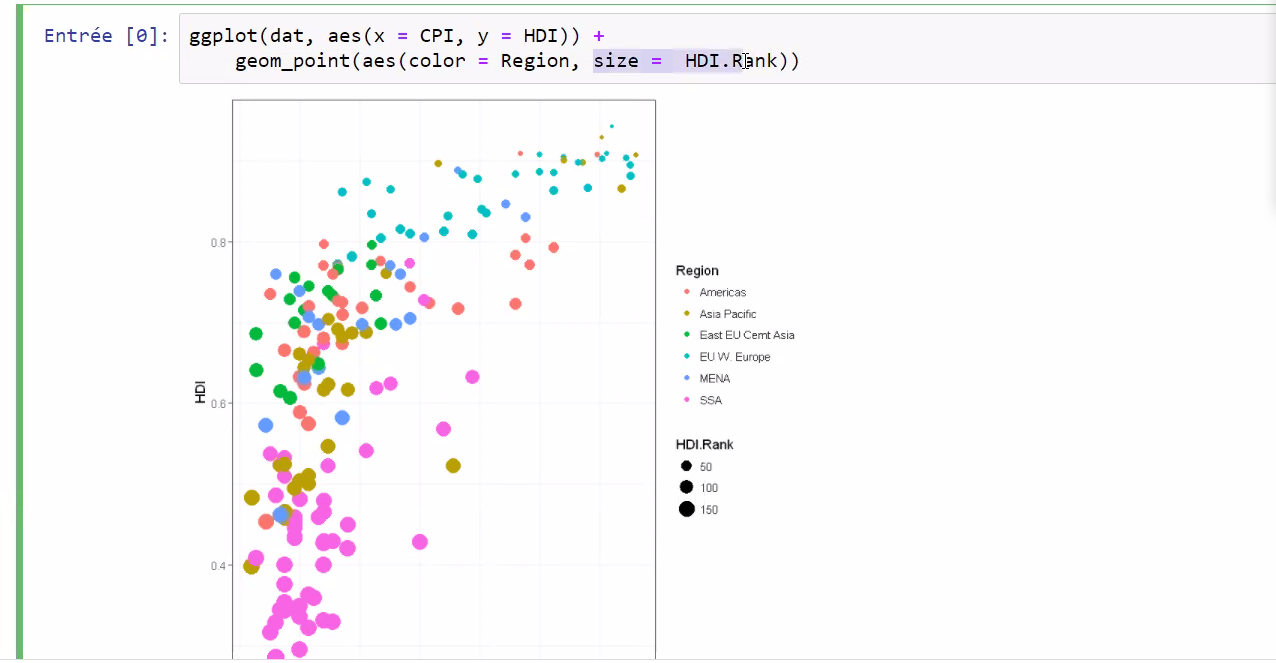 Entrée [0]: ggplot(dat, aes(x = CPI, y = HDI)) +
geom_point(aes(color = Region, size =  HDI.Rank))
0.8
0.6
0.4
HDI
Region
Americas
Asia Pacific
East EU Cemt Asia
EU W. Europe
MENA
SSA
HDI.Rank
50
100
150